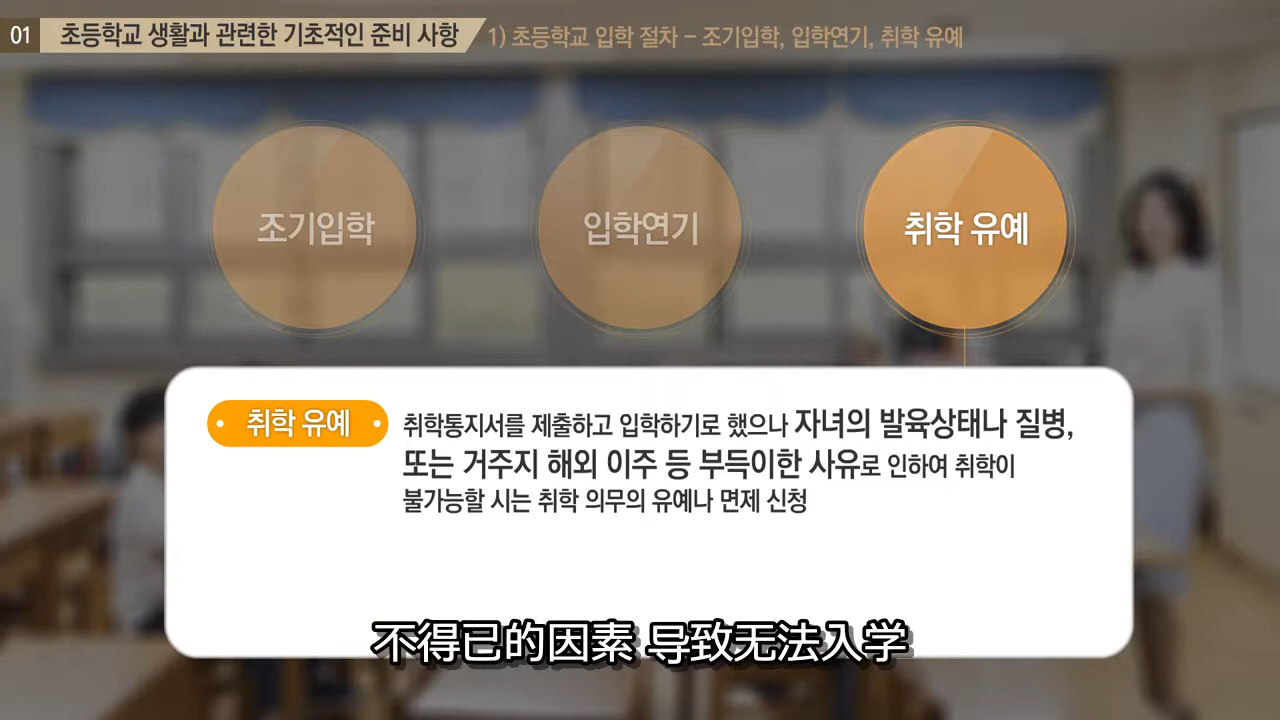 01 초등학교 생활과 관련한 기초적인 준비 사항 1) 초등학교 입학 절차 – 조기입학, 입학연기, 취학 유예
조기입학
입학연기
취학 유예
취학 유예
취학통지서를 제출하고 입학하기로 했으나 자녀의 발육상태나 질병,
또는 거주지 해외 이주 등 부득이한 사유로 인하여 취학이
불가능할 시는 취학 의무의 유예나 면제 신청
不得已的因素 导致无法入学